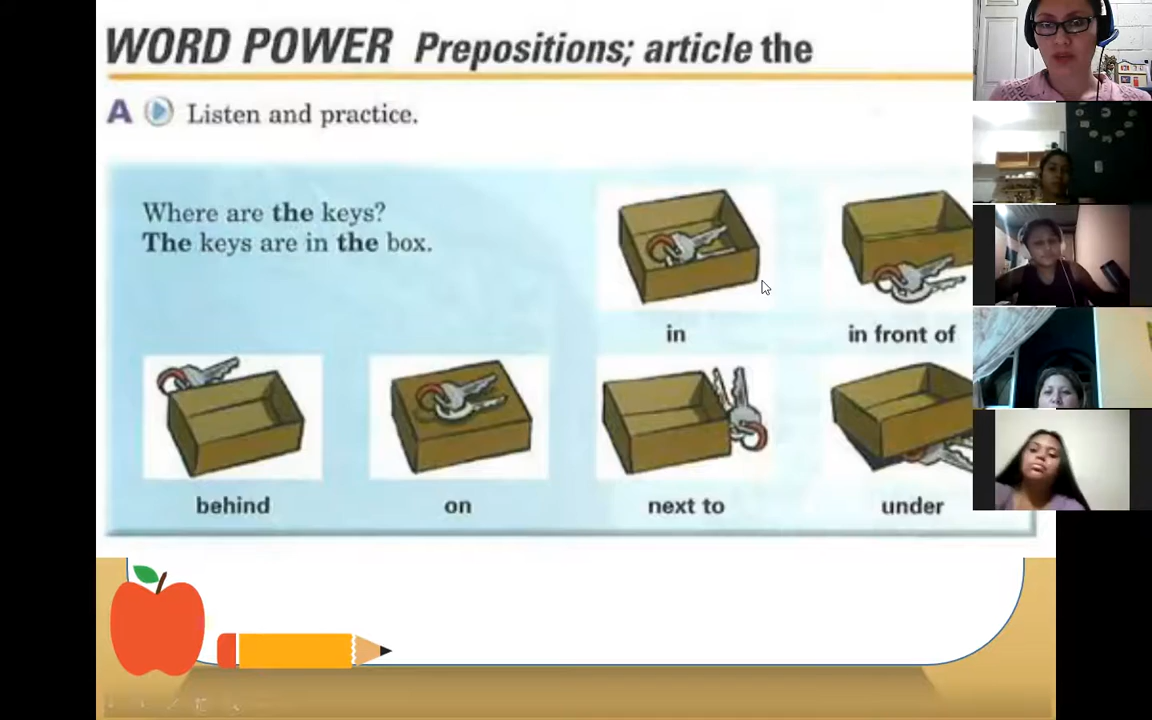 WORD POWER Prepositions; article the
A Listen and practice.
Where are the keys?
The keys are in the box.
in
in front of
behind
on
next to
under